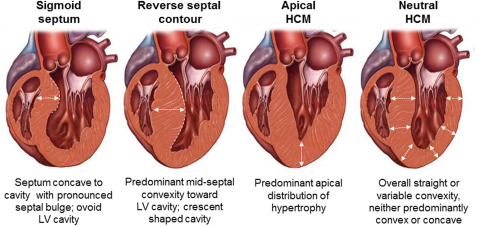 Sigmoid
septum
Reverse septal
contour
Apical
HCM
Neutral
HCM
Septum concave to
cavity with pronounced
septal bulge; ovoid
LV cavity
Predominant mid-septal
convexity toward
LV cavity; crescent
shaped cavity
Predominant apical
distribution of
hypertrophy
Overall straight or
variable convexity,
neither predominantly
convex or concave